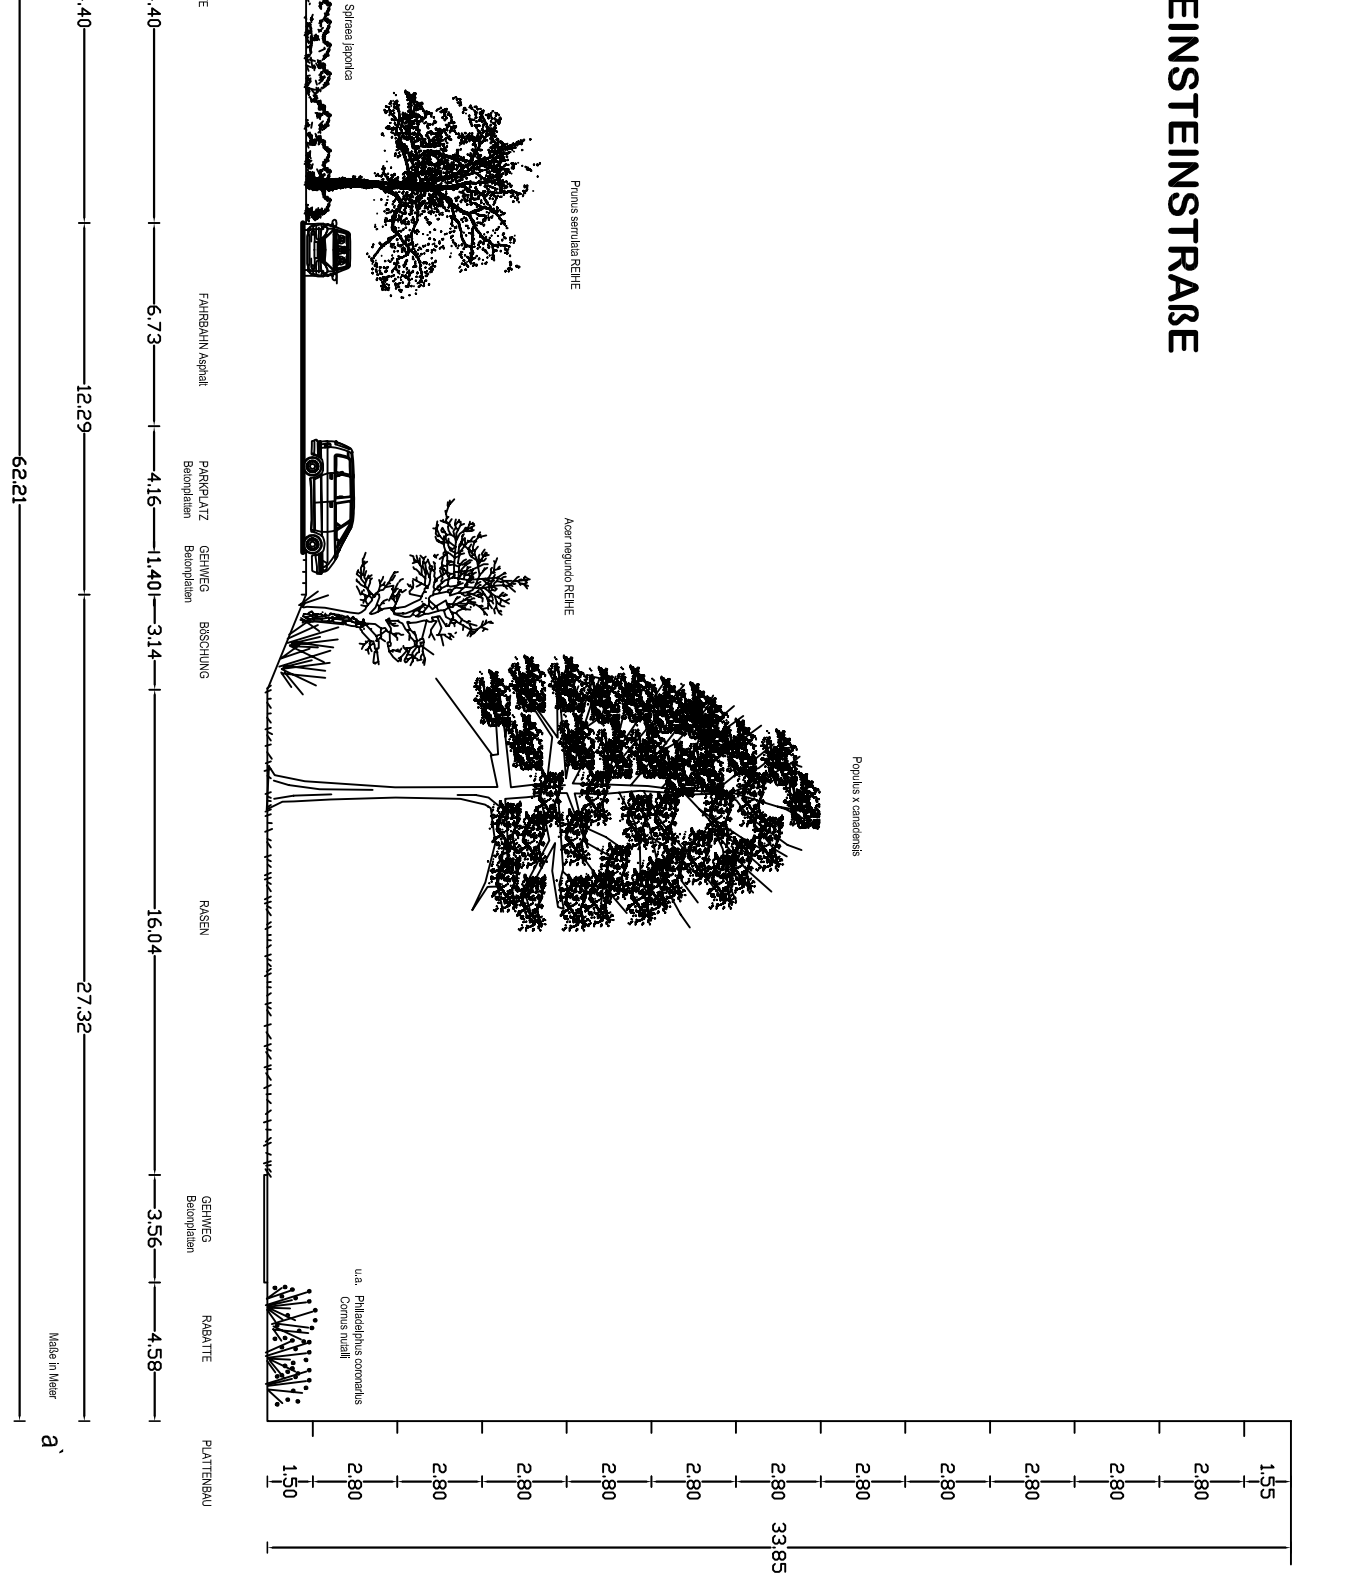 EINSTEINSTRAßE
1.55
2.80
2.80
2.80
2.80
2.80
2.80
2.80
2.80
2.80
2.80
2.80
1.50
33.85
Populus x canadensis
Prunus serrulata REIHE
Acer negundo REIHE
Spiraea japonica
u.a. Philadelphus coronarius
Cornus nutalli
E
FAHRBAHN Asphalt
PARKPLATZ
Betonplatten
GEHWEG
Betonplatten
BöSCHUNG
RASEN
GEHWEG
Betonplatten
RABATTE
PLATTENBAU
.40 6.73 4.16 1.40 3.14 16.04 3.56 4.58
.40 12.29 27.32
Maße in Meter
a`
62.21